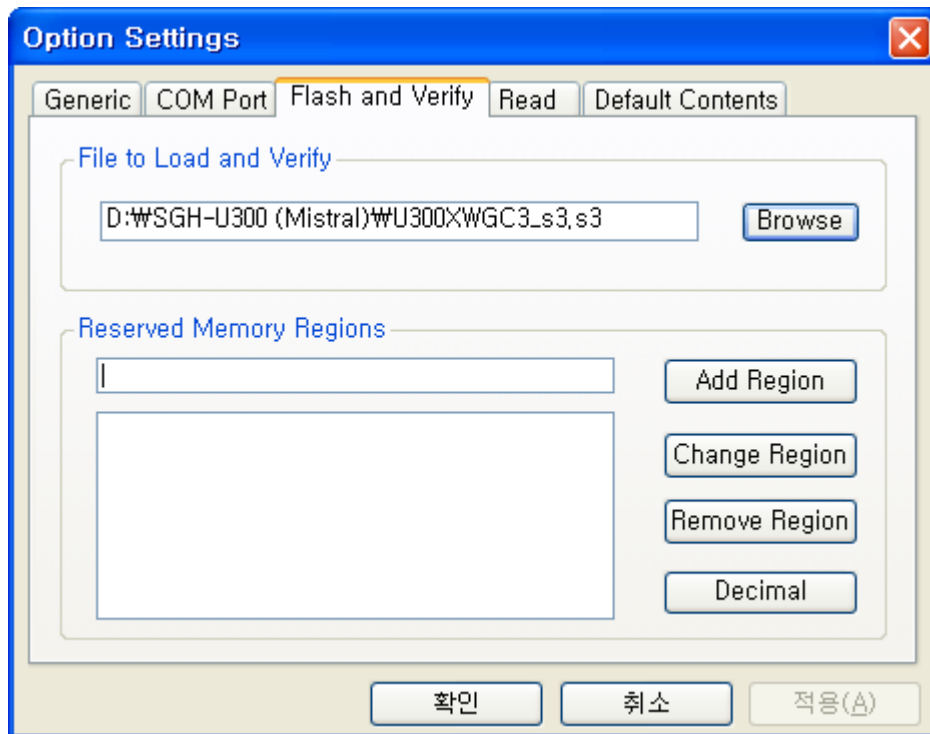 Option Settings
Generic COM Port Flash and Verify Read Default Contents
File to Load and Verify
D:₩SGH-U300 (Mistral)₩U300XWGC3_s3.s3 Browse
Reserved Memory Regions
Add Region
Change Region
Remove Region
Decimal
확인 취소 적용(A)